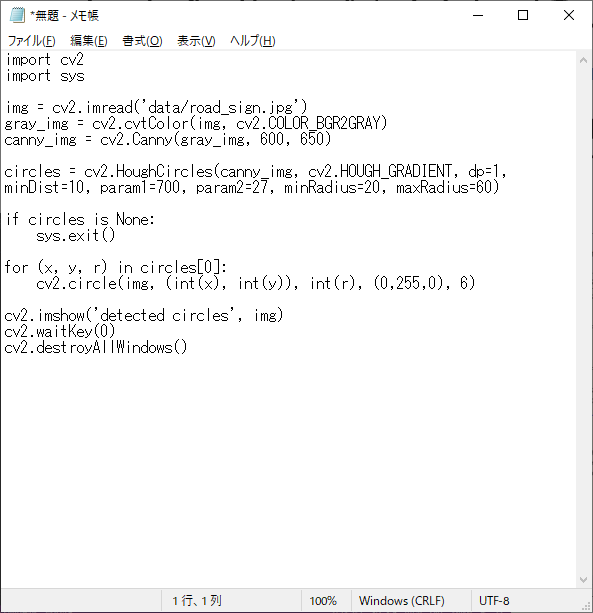 *無題 - メモ帳
ファイル(F) 編集(E) 書式(O) 表示(V) ヘルプ(H)
import cv2
import sys
img = cv2.imread('data/road_sign.jpg')
gray_img = cv2.cvtColor(img, cv2.COLOR_BGR2GRAY)
canny_img = cv2.Canny(gray_img, 600, 650)
circles = cv2.HoughCircles(canny_img, cv2.HOUGH_GRADIENT, dp=1,
minDist=10, param1=700, param2=27, minRadius=20, maxRadius=60)
if circles is None:
    sys.exit()
for (x, y, r) in circles[0]:
    cv2.circle(img, (int(x), int(y)), int(r), (0,255,0), 6)
cv2.imshow('detected circles', img)
cv2.waitKey(0)
cv2.destroyAllWindows()
1 行、1 列 100% Windows (CRLF) UTF-8